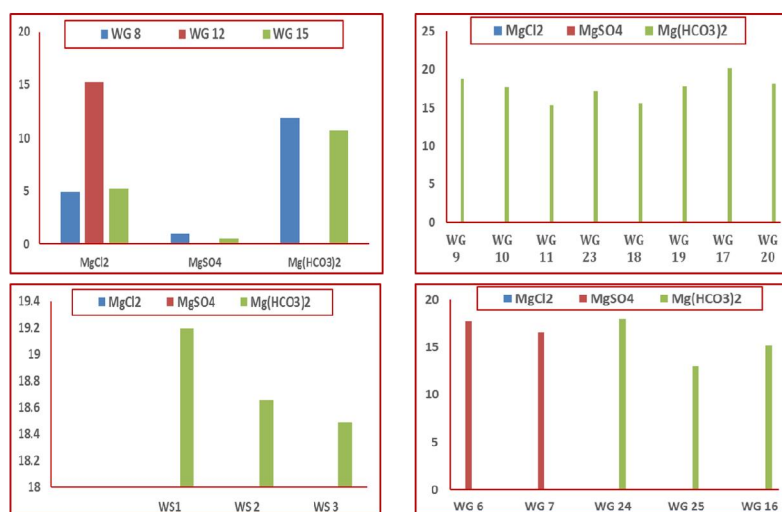 WG 8 WG 12 WG 15
20
15
10
5
0
MgCl2 MgSO4 Mg(HCO3)2
MgCl2 MgSO4 Mg(HCO3)2
25
20
15
10
5
0
WG WG WG WG WG WG WG WG
9 10 11 23 18 19 17 20
MgCl2 MgSO4 Mg(HCO3)2
19.4
19.2
19
18.8
18.6
18.4
18.2
18
WS1 WS 2 WS 3
MgCl2 MgSO4 Mg(HCO3)2
20
15
10
5
0
WG 6 WG 7 WG 24 WG 25 WG 16